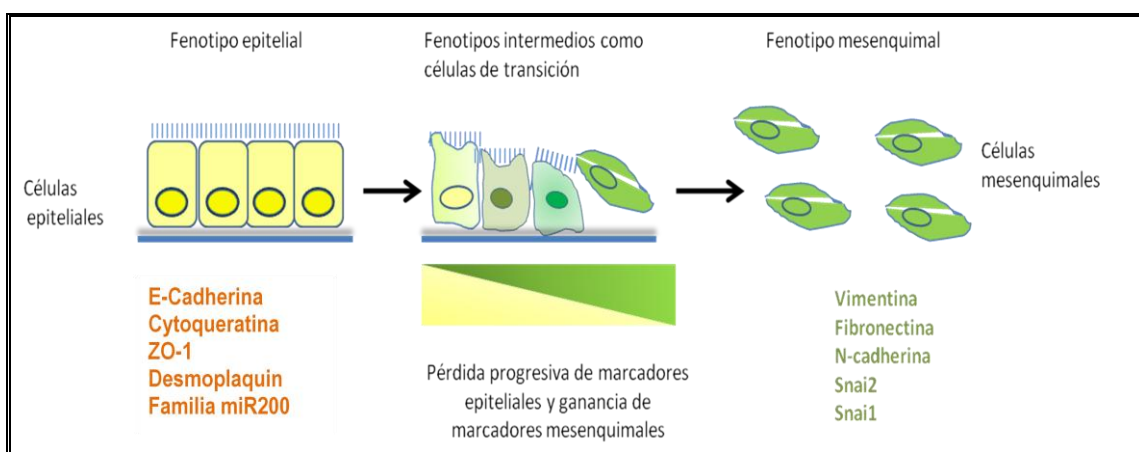 Fenotipo epitelial
Fenotipos intermedios como
células de transición
Fenotipo mesenquimal
Células
epiteliales
Células
mesenquimales
E-Cadherina
Cytoqueratina
ZO-1
Desmoplaquin
Familia miR200
Pérdida progresiva de marcadores
epiteliales y ganancia de
marcadores mesenquimales
Vimentina
Fibronectina
N-cadherina
Snai2
Snai1